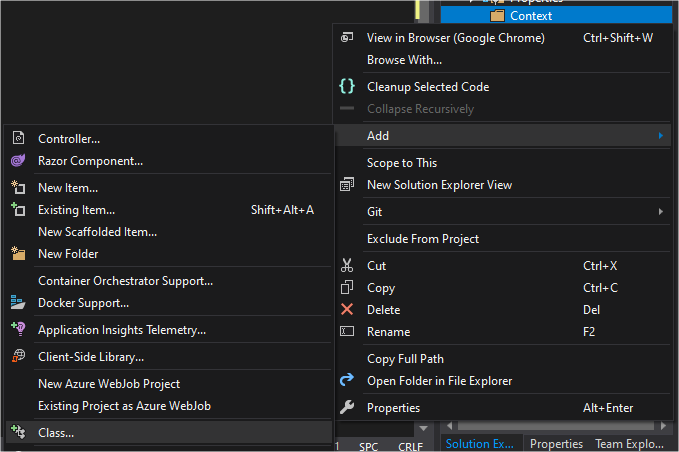 Properties
Context
View in Browser (Google Chrome) Ctrl+Shift+W
Browse With...
Cleanup Selected Code
Collapse Recursively
Add
Scope to This
New Solution Explorer View
Git
Exclude From Project
Cut Ctrl+X
Copy Ctrl+C
Delete Del
Rename F2
Copy Full Path
Open Folder in File Explorer
Properties Alt+Enter
Controller...
Razor Component...
New Item...
Existing Item... Shift+Alt+A
New Scaffolded Item...
New Folder
Container Orchestrator Support...
Docker Support...
Application Insights Telemetry...
Client-Side Library...
New Azure WebJob Project
Existing Project as Azure WebJob
Class...
SPC CRLF
Solution Ex... Properties Team Explo...